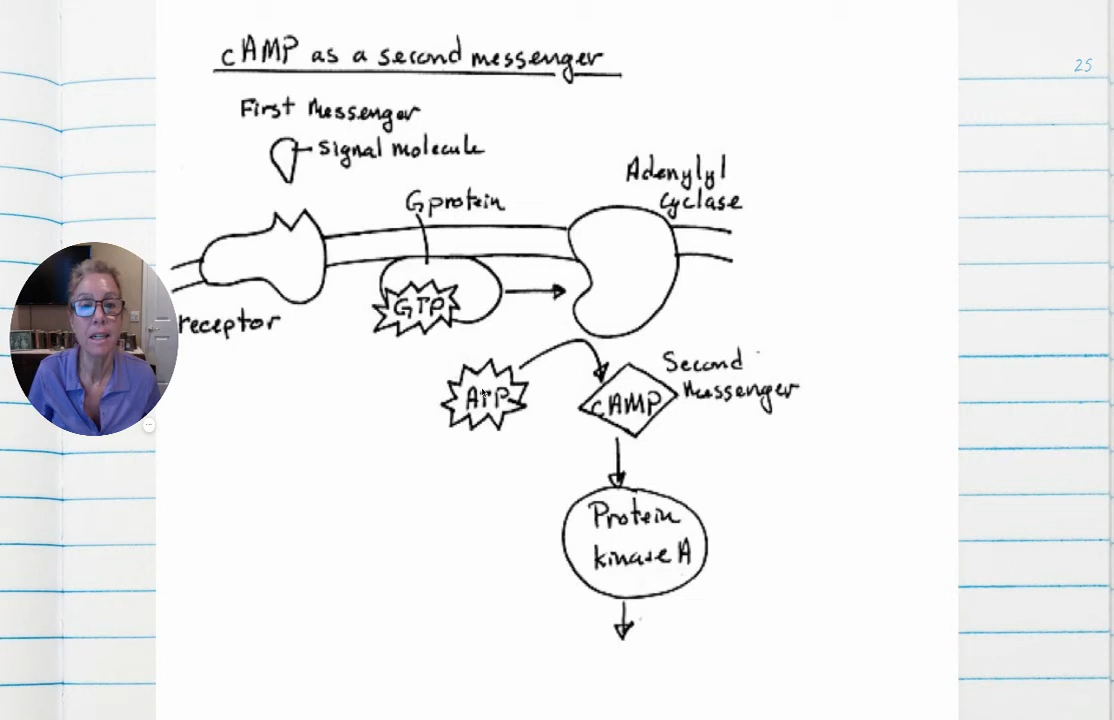 cAMP as a second messenger
25
First Messenger
signal molecule
Adenylyl
cyclase
G protein
GTP
receptor
ATP
cAMP
Second
Messenger
Protein
kinase A